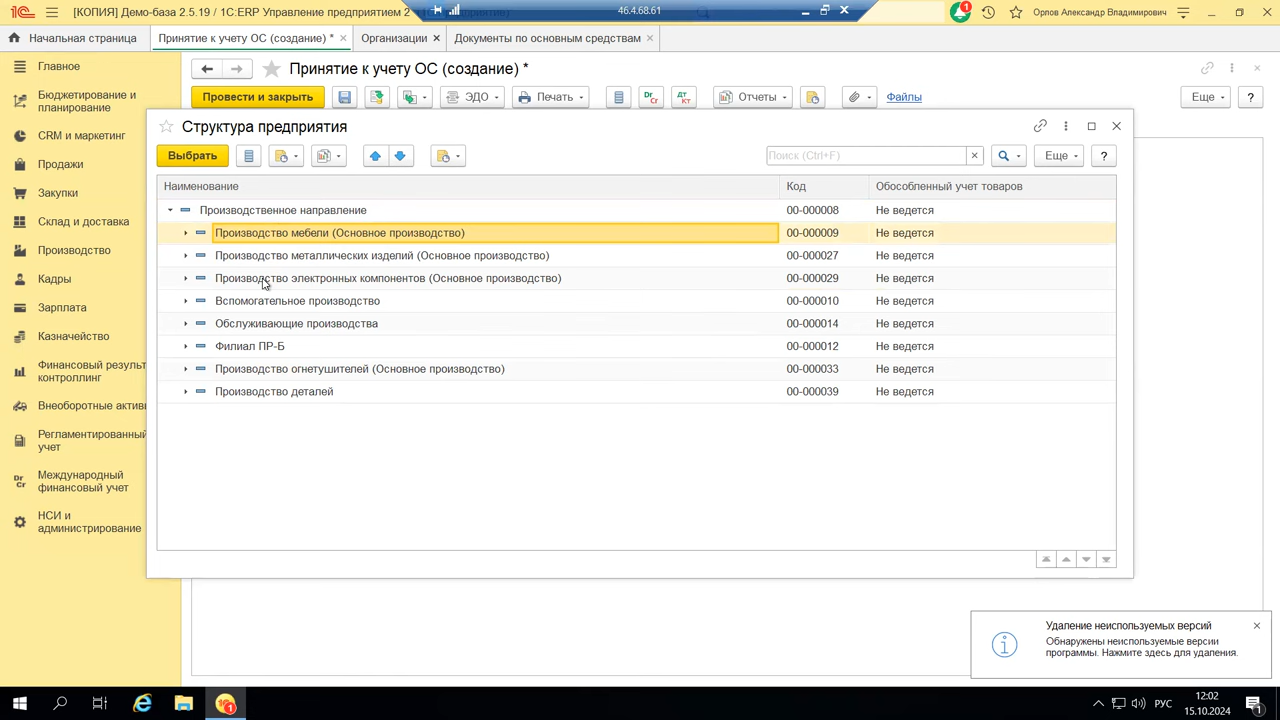 [КОПИЯ] Демо-база 2.5.19 / 1С:ERP Управление предприятием 2
46.4.68.61
1
Орлов Александр Владимирович
Начальная страница
Принятие к учету ОС (создание) *
Организации
Документы по основным средствам
Главное
Бюджетирование и
планирование
CRM и маркетинг
Продажи
Закупки
Склад и доставка
Производство
Кадры
Зарплата
Казначейство
Финансовый резуль
контроллинг
Внеоборотные актив
Регламентированный
учет
Международный
финансовый учет
НСИ и
администрирование
Принятие к учету ОС (создание) *
Провести и закрыть
ЭДО
Печать
Dr
Cr
Дт
Кт
Отчеты
Файлы
Еще
?
Структура предприятия
Выбрать
Поиск (Ctrl+F)
Еще
?
Наименование
Код
Обособленный учет товаров
Производственное направление
00-000008
Не ведется
Производство мебели (Основное производство)
00-000009
Не ведется
Производство металлических изделий (Основное производство)
00-000027
Не ведется
Производство электронных компонентов (Основное производство)
00-000029
Не ведется
Вспомогательное производство
00-000010
Не ведется
Обслуживающие производства
00-000014
Не ведется
Филиал ПР-Б
00-000012
Не ведется
Производство огнетушителей (Основное производство)
00-000033
Не ведется
Производство деталей
00-000039
Не ведется
Удаление неиспользуемых версий
Обнаружены неиспользуемые версии
программы. Нажмите здесь для удаления.
РУС
12:02
15.10.2024